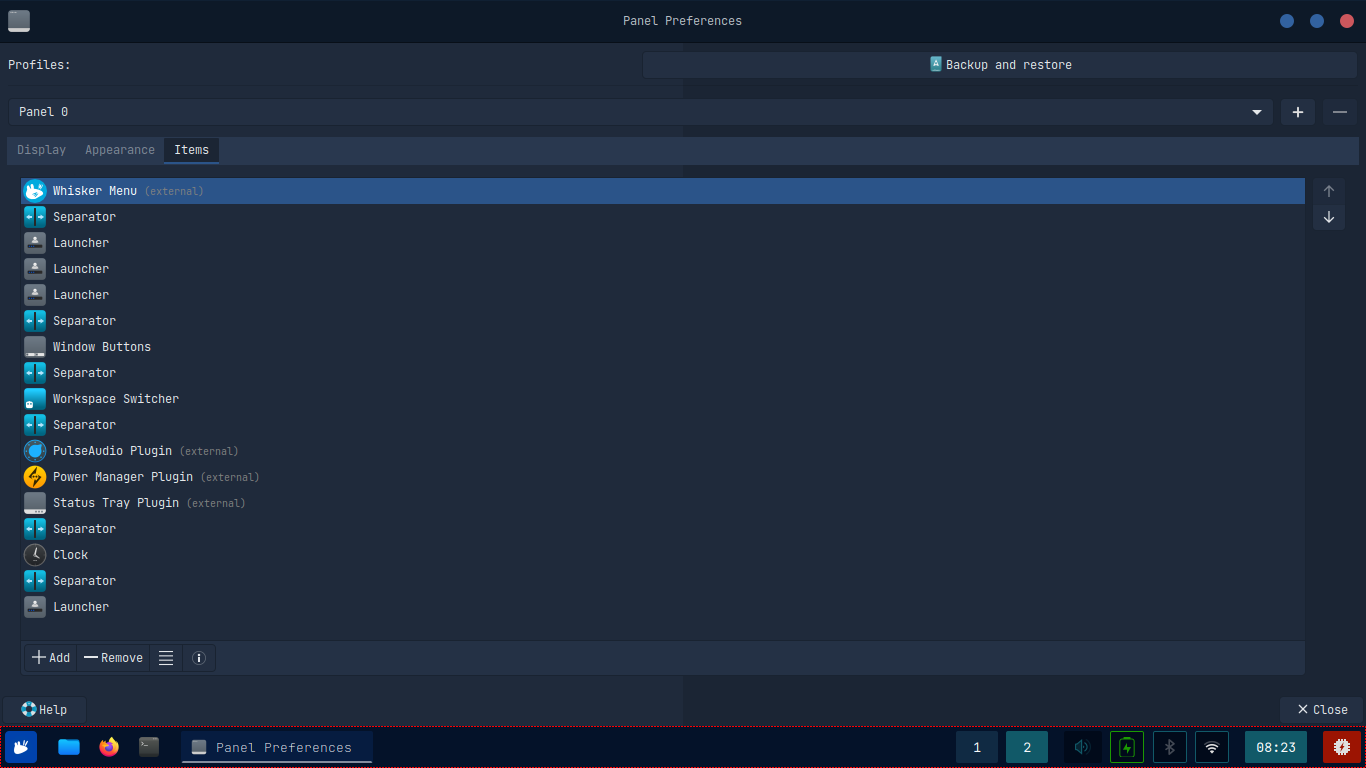 Panel Preferences
Profiles:
Backup and restore
Panel 0
Display Appearance Items
Whisker Menu (external)
Separator
Launcher
Launcher
Launcher
Separator
Window Buttons
Separator
Workspace Switcher
Separator
PulseAudio Plugin (external)
Power Manager Plugin (external)
Status Tray Plugin (external)
Separator
Clock
Separator
Launcher
Add Remove
Help
Close
Panel Preferences 1 2 08:23